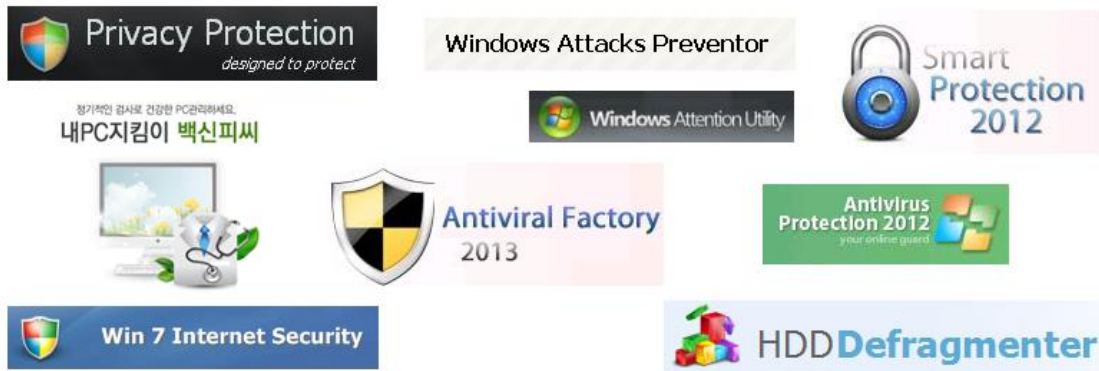 Privacy Protection
designed to protect
Windows Attacks Preventor
Smart
Protection
2012
Windows Attention Utility
정기적인 검사로 건강한 PC관리하세요.
내PC지킴이 백신피씨
Antiviral Factory
2013
Antivirus
Protection 2012
your online guard
Win 7 Internet Security
HDDDefragmenter